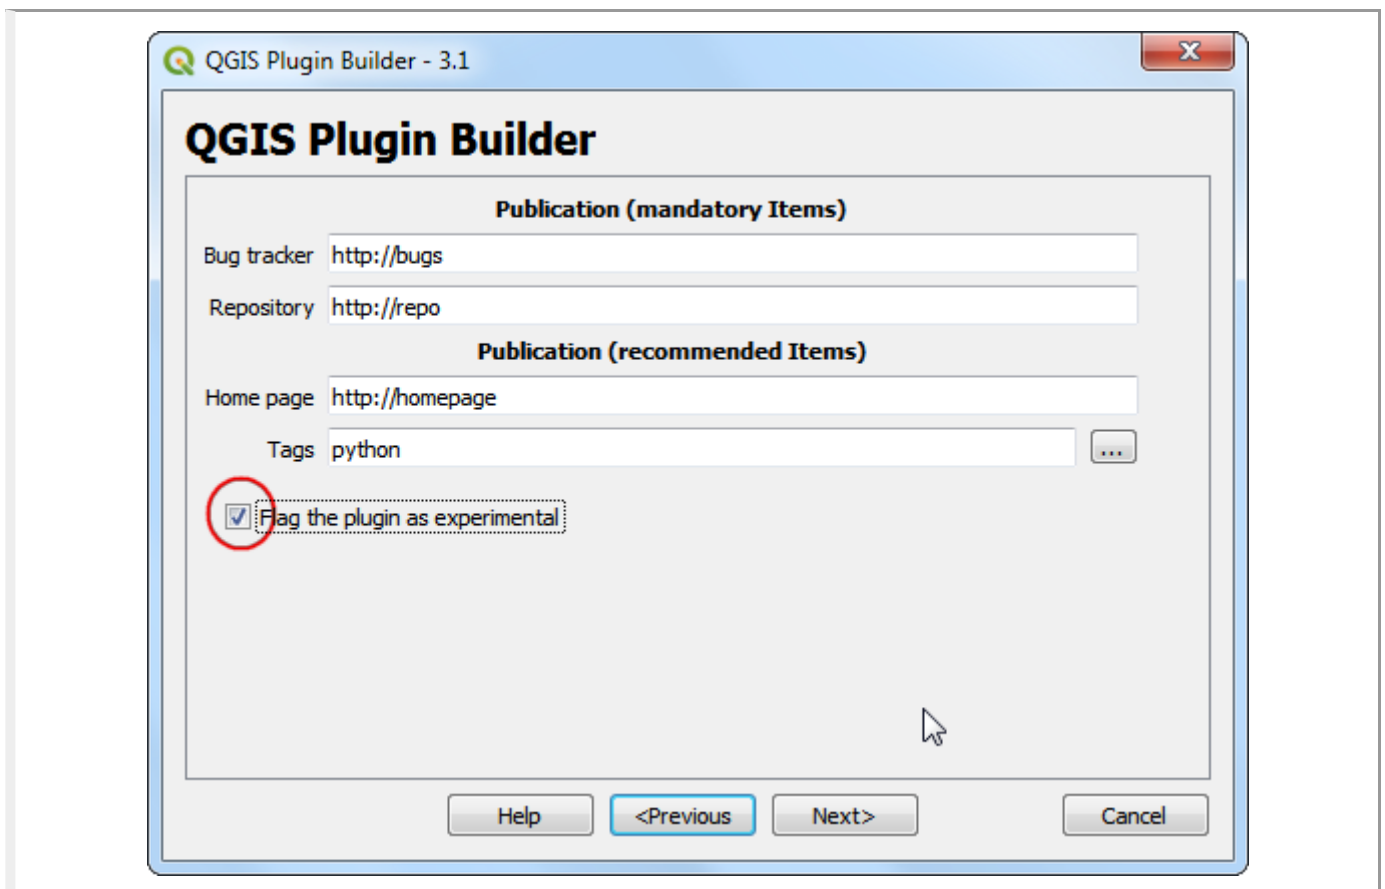 QGIS Plugin Builder - 3.1
QGIS Plugin Builder
Publication (mandatory Items)
Bug tracker http://bugs
Repository http://repo
Publication (recommended Items)
Home page http://homepage
Tags python ...
Flag the plugin as experimental
Help <Previous Next> Cancel